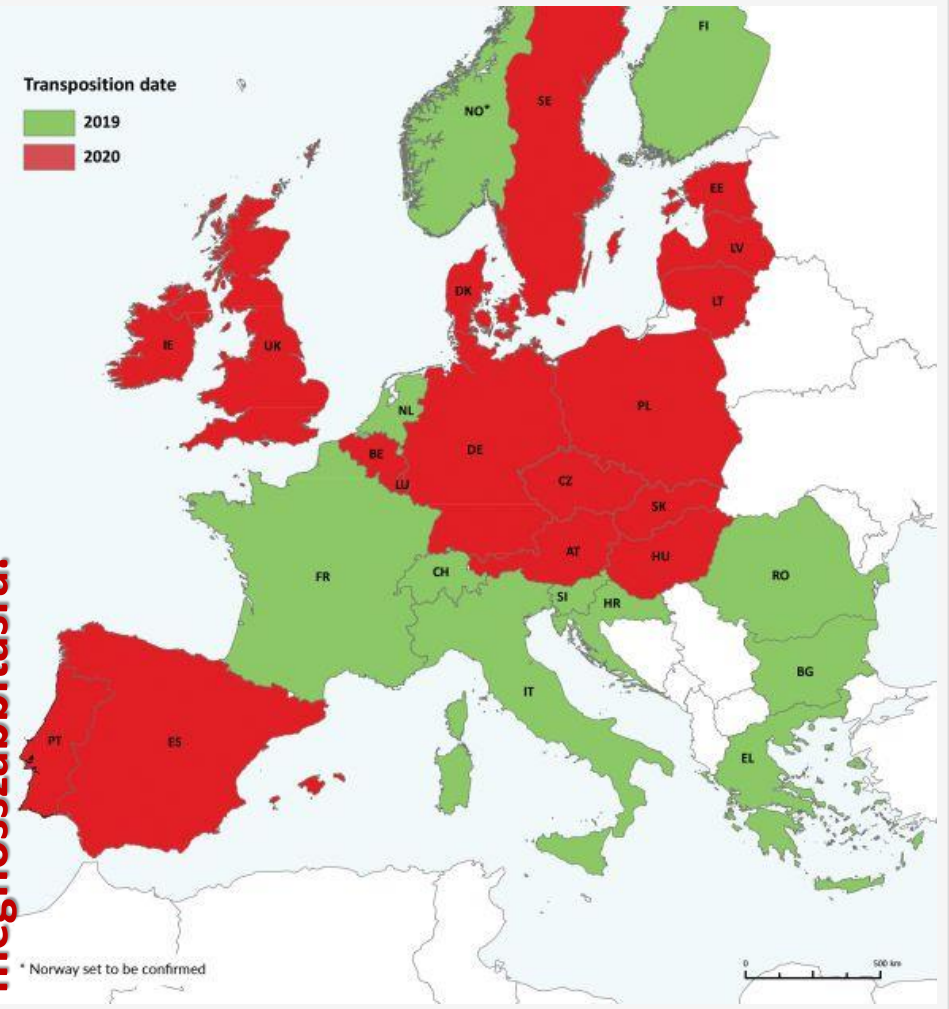 Transposition date
2019
2020
FI
NO*
SE
EE
LV
LT
DK
IE
UK
NL
PL
BE
DE
LU
CZ
SK
AT
HU
FR
CH
SI
HR
RO
IT
BG
PT
ES
EL
* Norway set to be confirmed
0 500 km